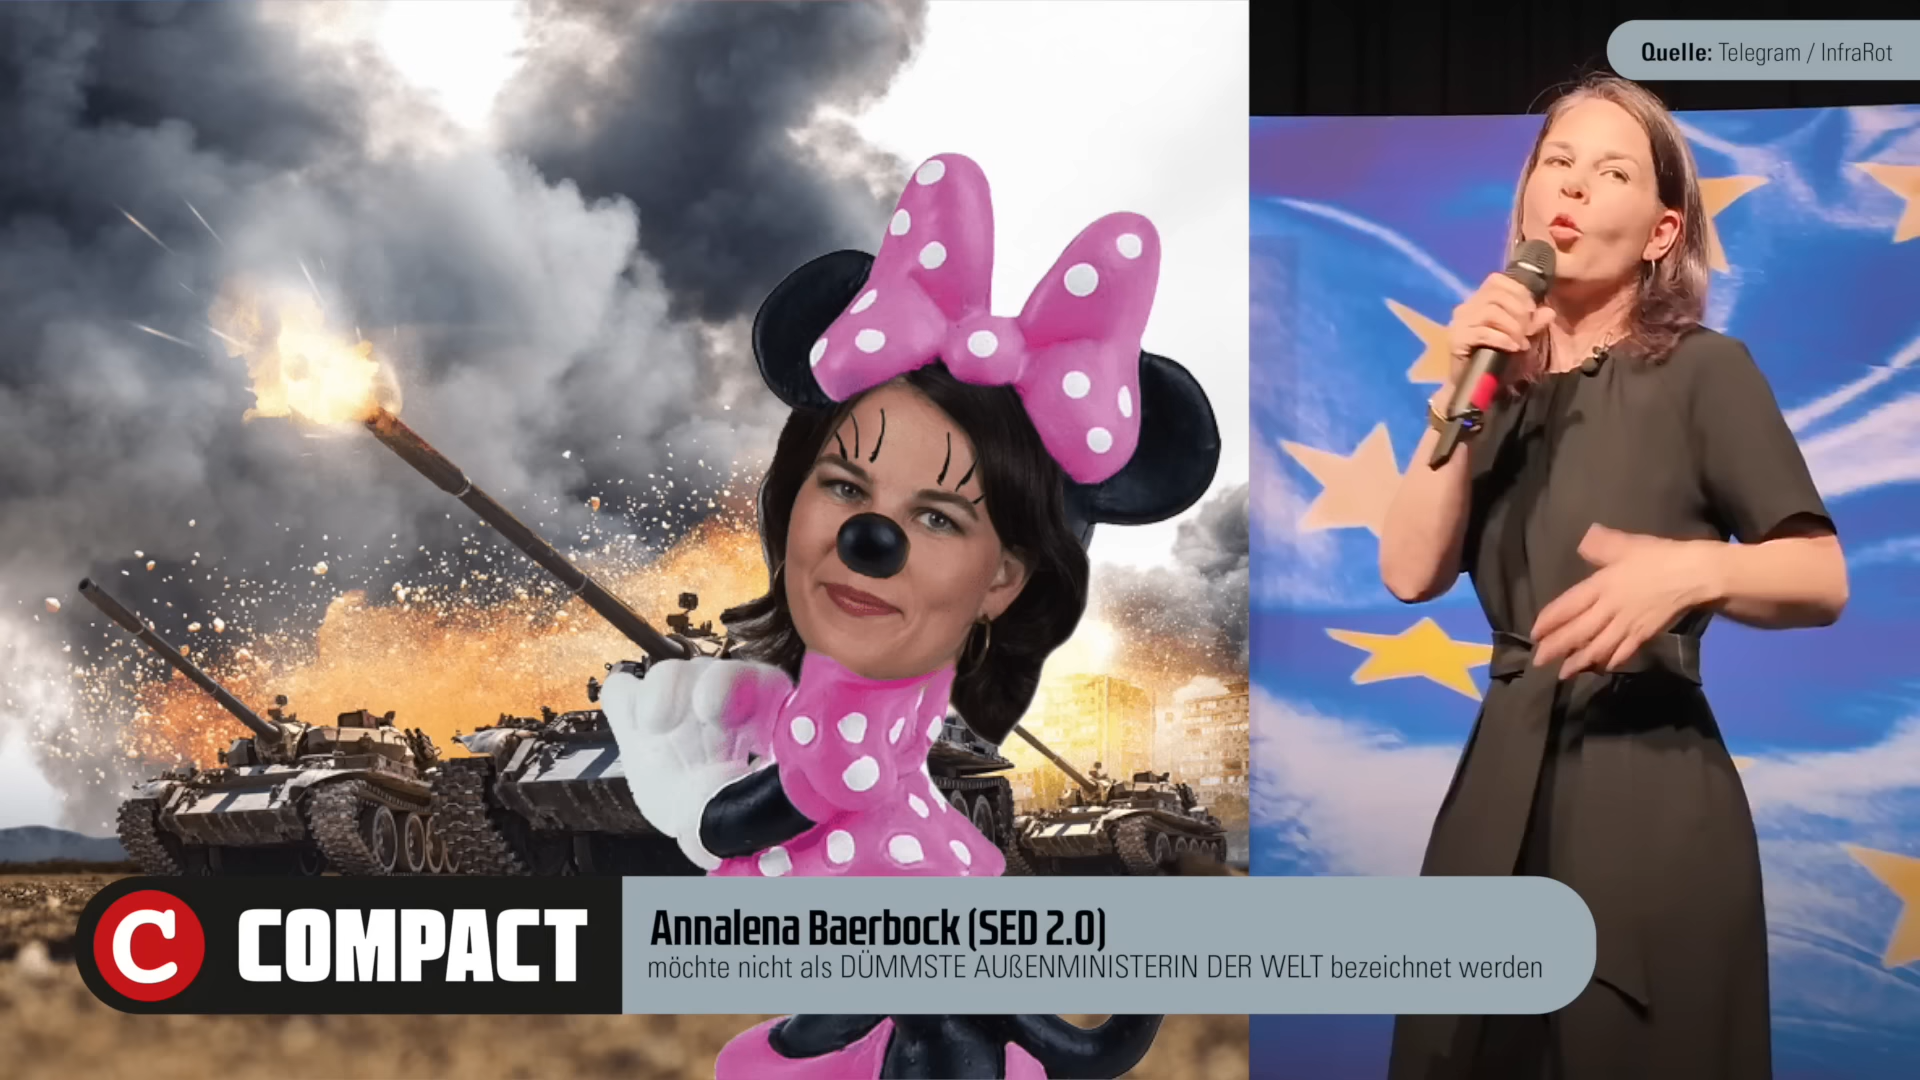 Quelle: Telegram / InfraRot
C COMPACT
Annalena Baerbock (SED 2.0)
möchte nicht als DÜMMSTE AUßENMINISTERIN DER WELT bezeichnet werden